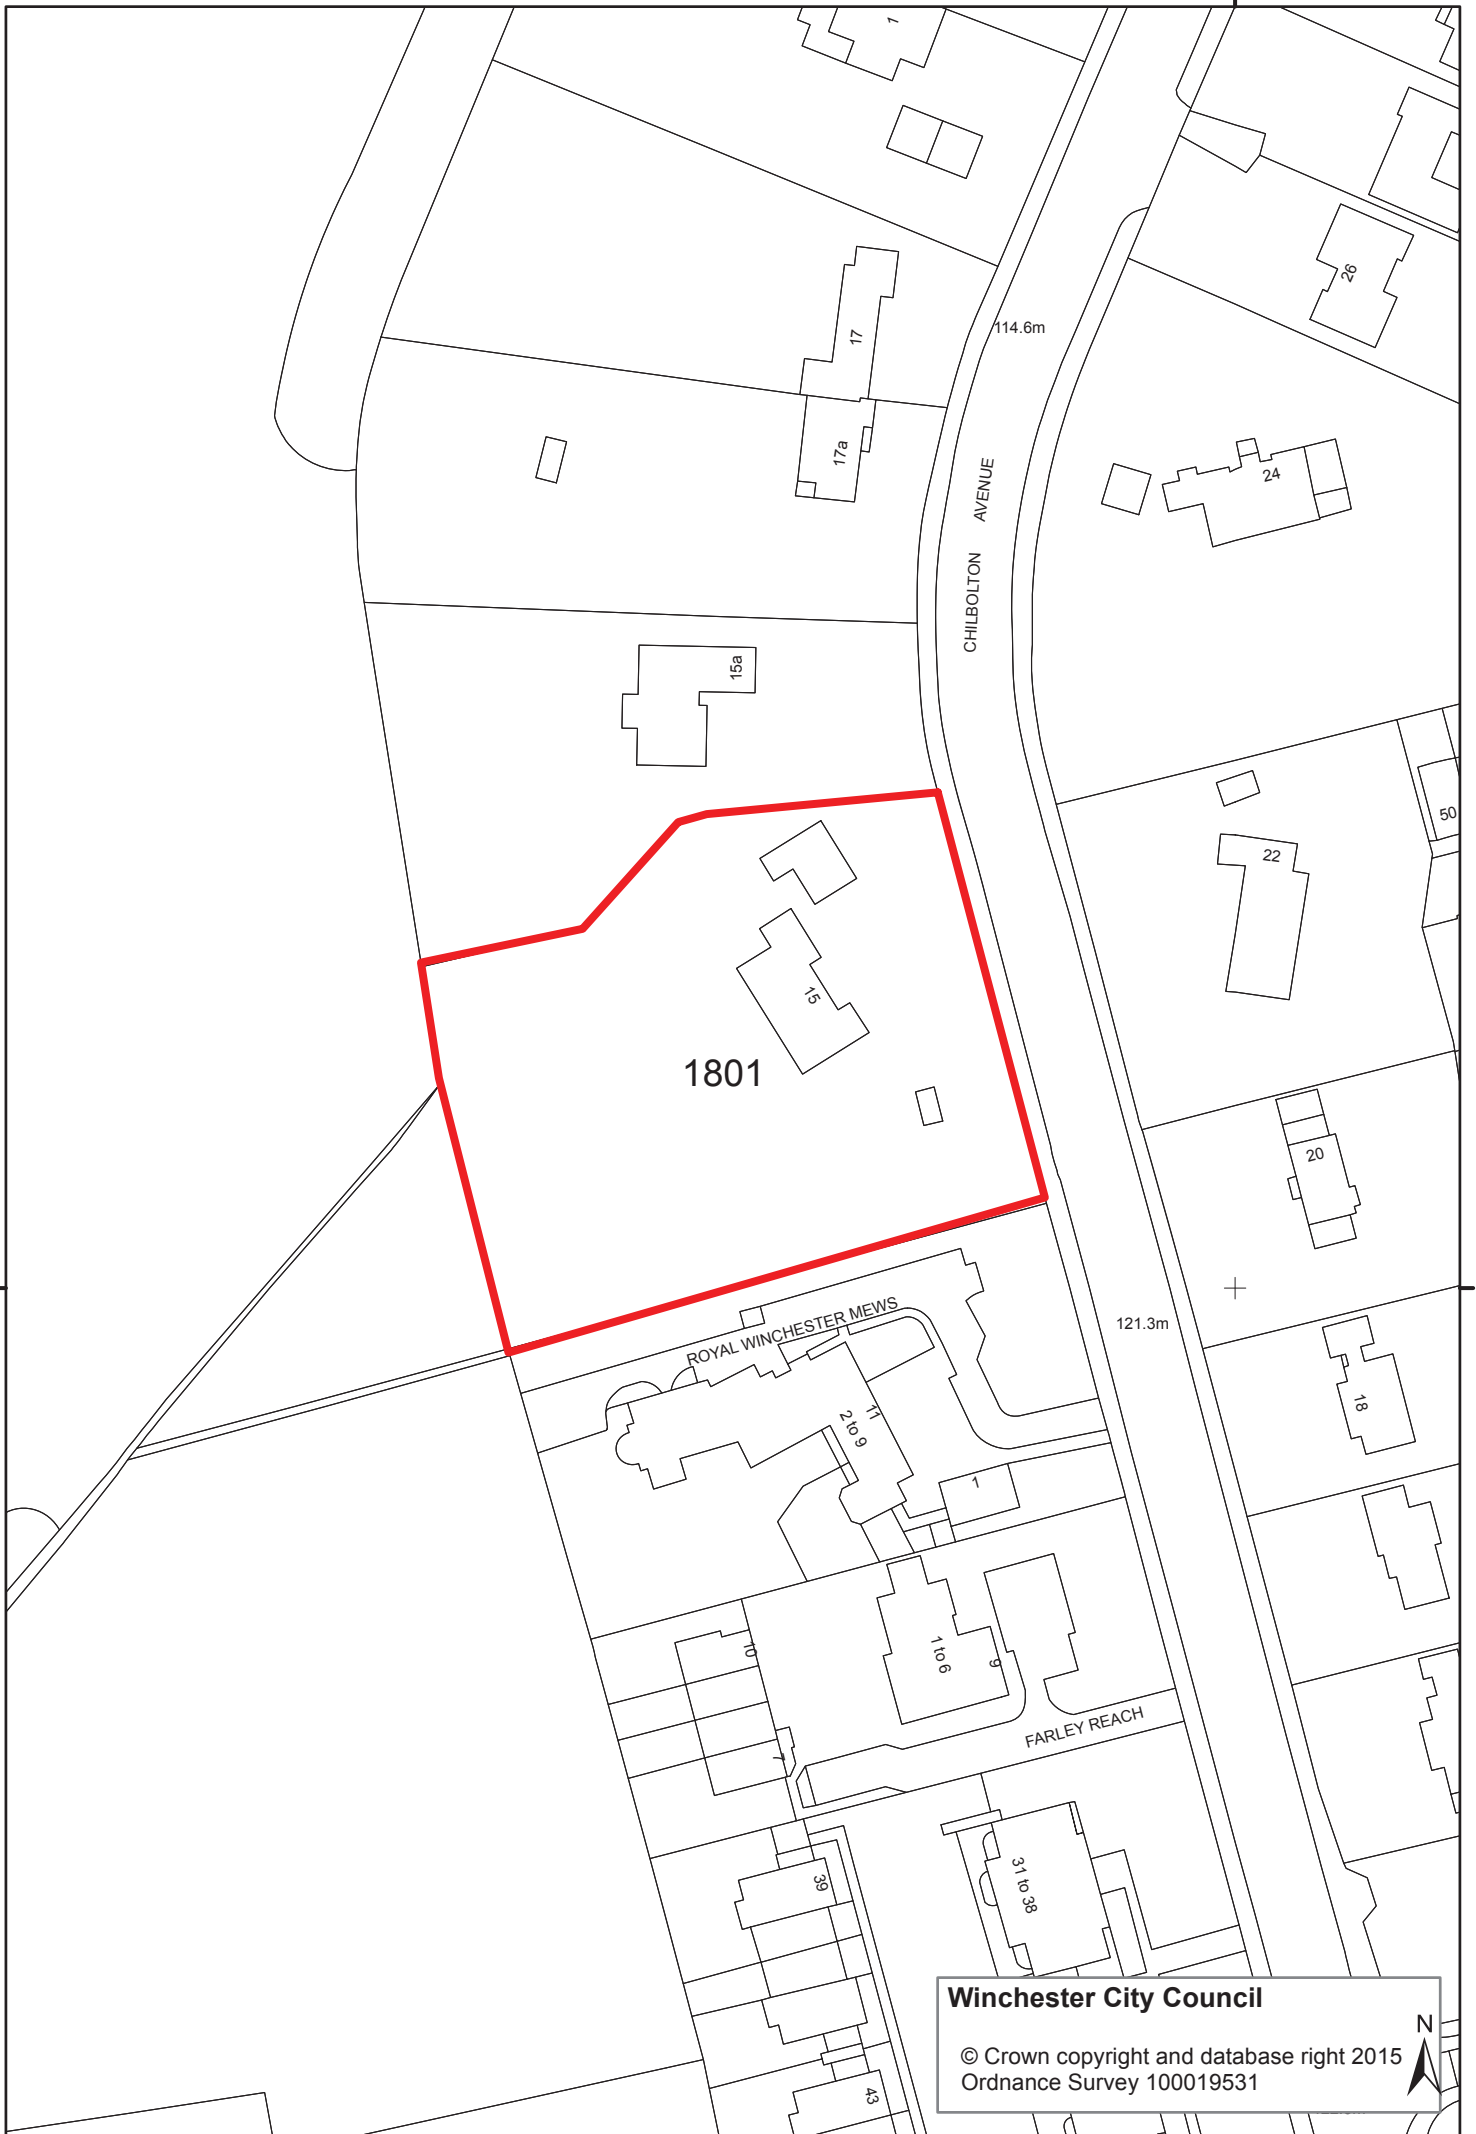 1
26
114.6m
17
17a
AVENUE
24
CHILBOLTON
15a
50
22
15
1801
20
ROYAL WINCHESTER MEWS
121.3m
18
11
2 to 9
1
10
1 to 6
9
FARLEY REACH
7
39
31 to 38
43
Winchester City Council
© Crown copyright and database right 2015
Ordnance Survey 100019531
N